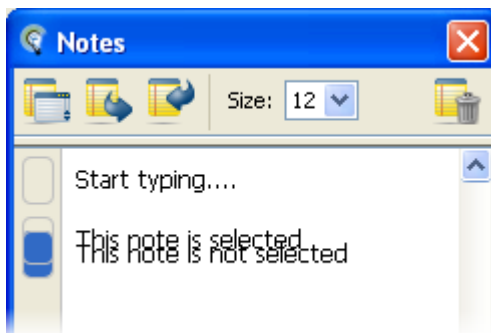 Notes
Size: 12
Start typing....
This note is selected
This note is not selected